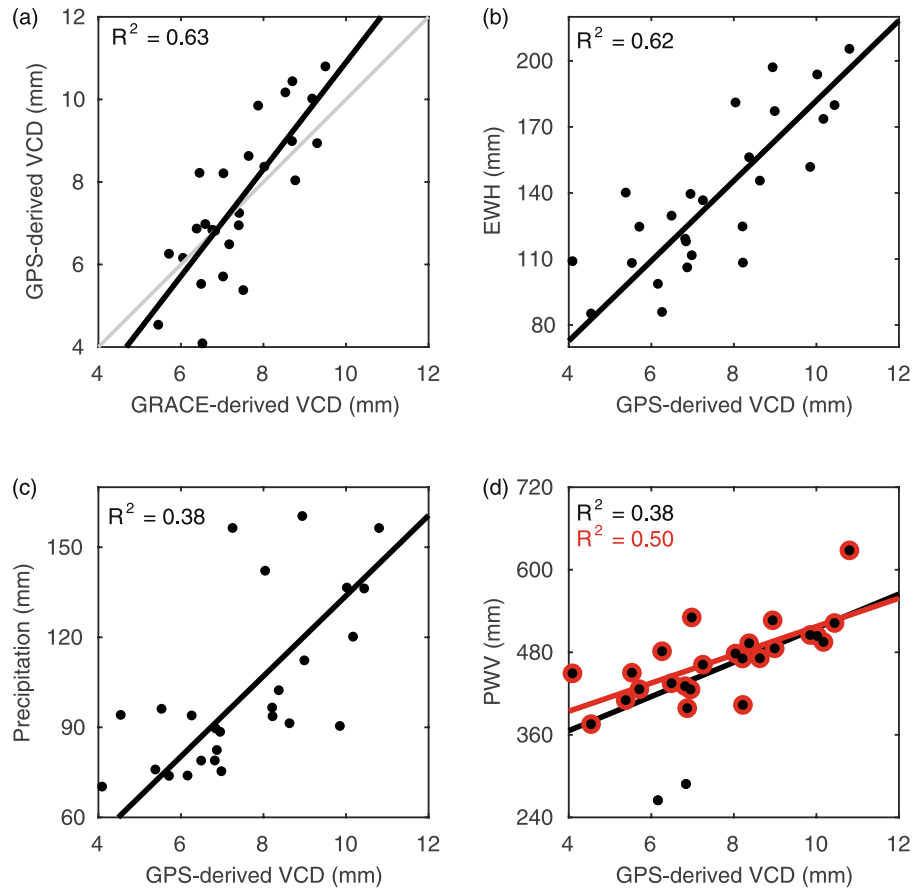 (a)
R² = 0.63
12
10
8
6
4
GPS-derived VCD (mm)
4 6 8 10 12
GRACE-derived VCD (mm)
(b)
R² = 0.62
200
170
140
110
80
EWH (mm)
4 6 8 10 12
GPS-derived VCD (mm)
(c)
R² = 0.38
150
120
90
60
Precipitation (mm)
4 6 8 10 12
GPS-derived VCD (mm)
(d)
R² = 0.38
R² = 0.50
720
600
480
360
240
PWV (mm)
4 6 8 10 12
GPS-derived VCD (mm)